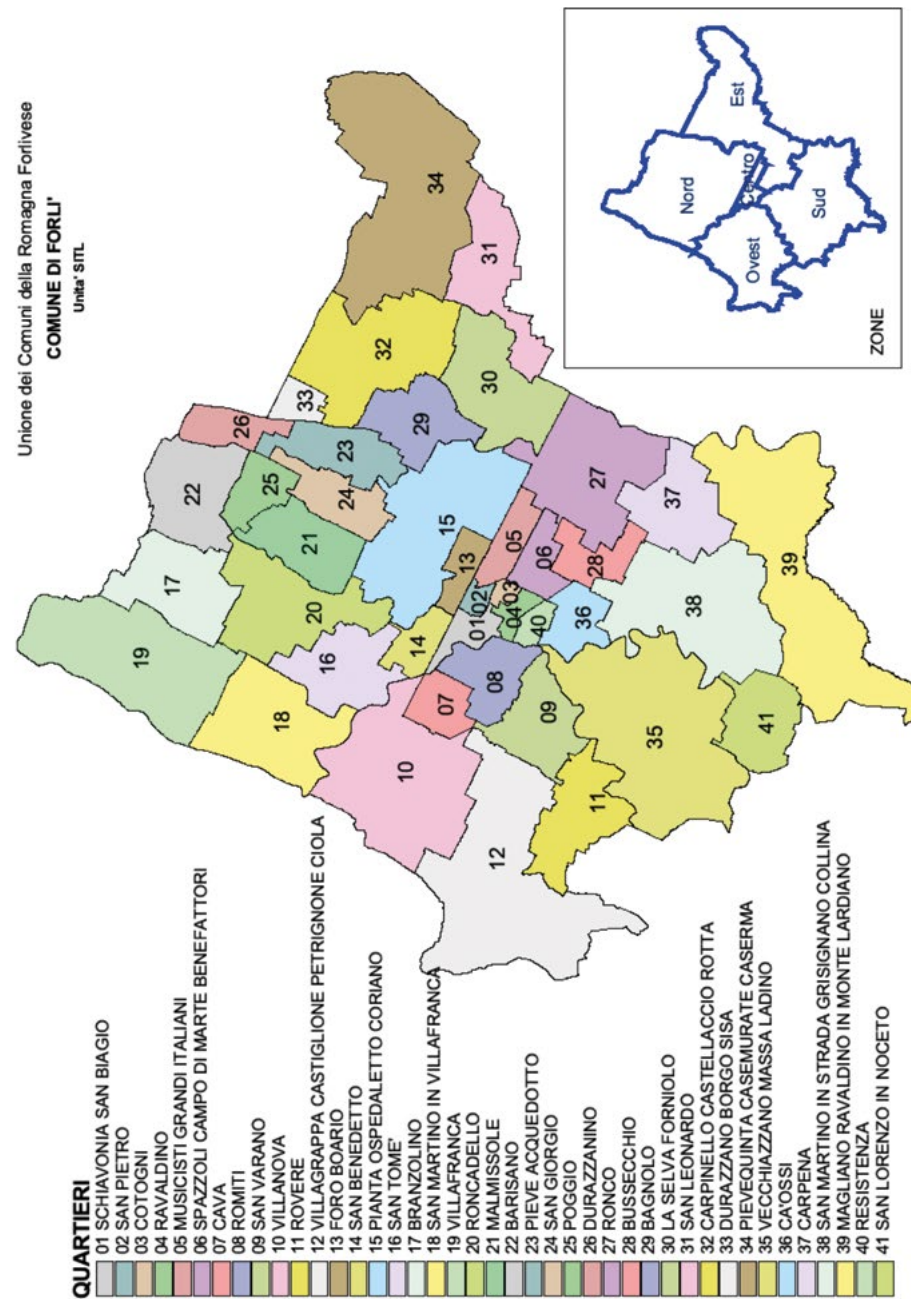 Unione dei Comuni della Romagna Forlivese
COMUNE DI FORLI'
Unita' SITL
QUARTIERI
01 SCHIAVONIA SAN BIAGIO
02 SAN PIETRO
03 COTOGNI
04 RAVALDINO
05 MUSICISTI GRANDI ITALIANI
06 SPAZZOLI CAMPO DI MARTE BENEFATTORI
07 CAVA
08 ROMITI
09 SAN VARANO
10 VILLANOVA
11 ROVERE
12 VILLAGRAPPA CASTIGLIONE PETRIGNONE CIOLA
13 FORO BOARIO
14 SAN BENEDETTO
15 PIANTA OSPEDALETTO CORIANO
16 SAN TOME'
17 BRANZOLINO
18 SAN MARTINO IN VILLAFRANCA
19 VILLAFRANCA
20 RONCADELLO
21 MALMISSOLE
22 BARISANO
23 PIEVE ACQUEDOTTO
24 SAN GIORGIO
25 POGGIO
26 DURAZZANINO
27 RONCO
28 BUSSECCHIO
29 BAGNOLO
30 LA SELVA FORNIOLO
31 SAN LEONARDO
32 CARPINELLO CASTELLACCIO ROTTA
33 DURAZZANO BORGO SISA
34 PIEVEQUINTA CASEMURATE CASERMA
35 VECCHIAZZANO MASSA LADINO
36 CA'OSSI
37 CARPENA
38 SAN MARTINO IN STRADA GRISIGNANO COLLINA
39 MAGLIANO RAVALDINO IN MONTE LARDIANO
40 RESISTENZA
41 SAN LORENZO IN NOCETO
19
17
22
26
33
25
18
20
21
24
23
32
34
16
29
31
10
14
15
30
07
13
01
02
05
12
08
03
04
06
27
40
09
36
28
37
11
35
38
39
41
Nord
Est
Centro
Ovest
Sud
ZONE